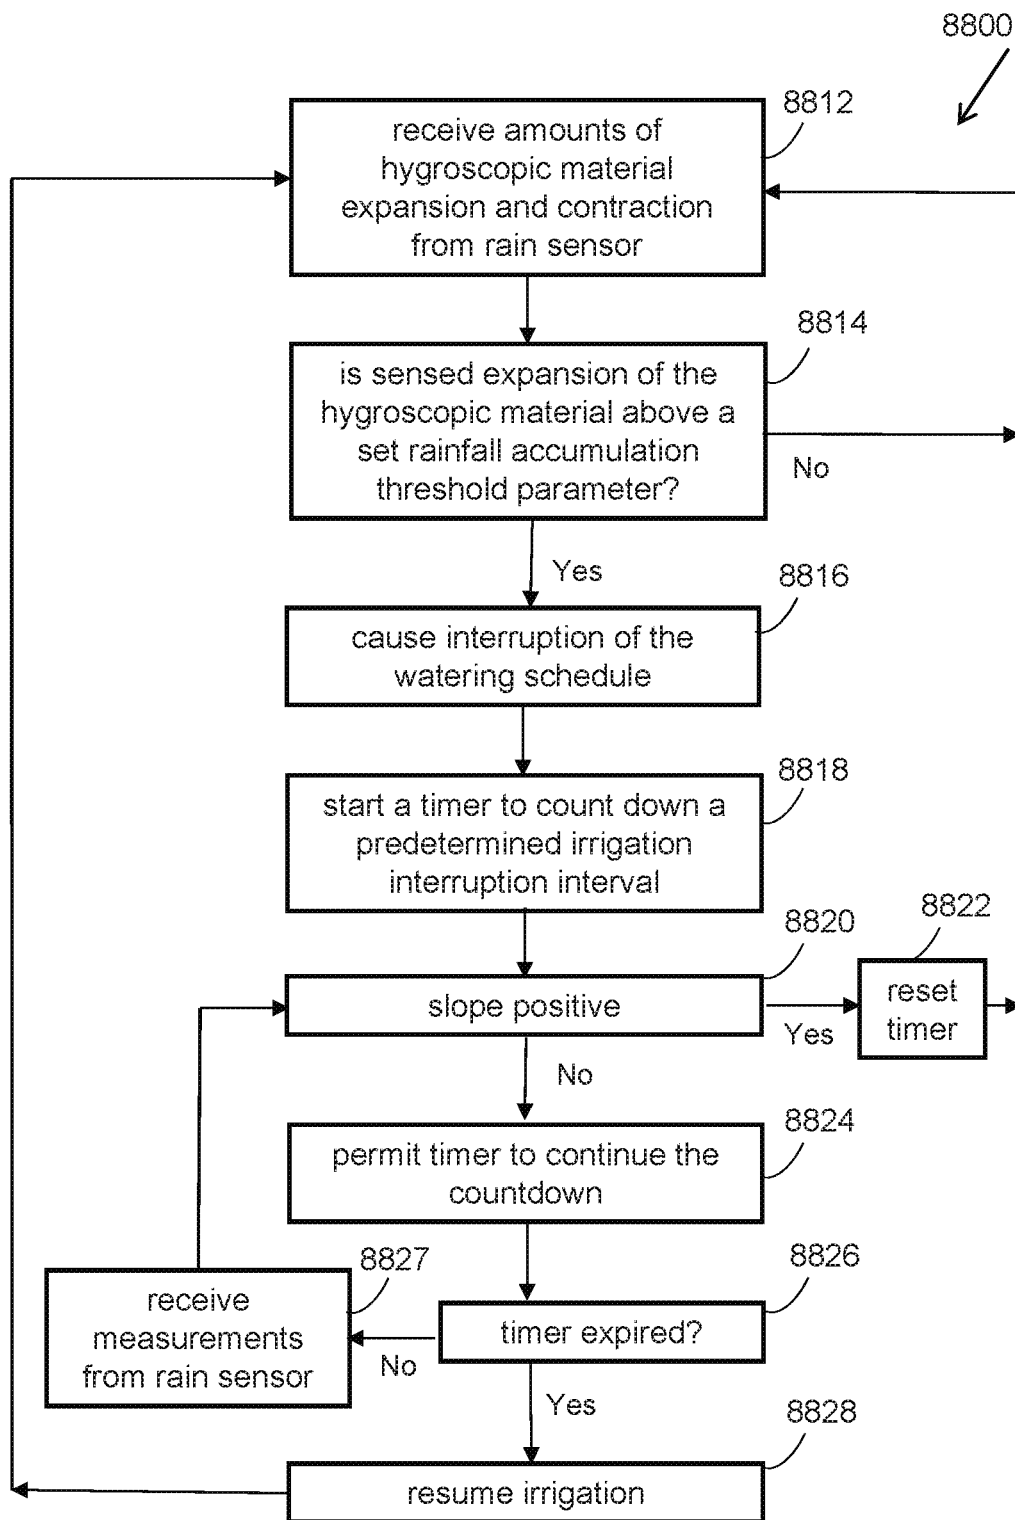 8800
8812
receive amounts of
hygroscopic material
expansion and contraction
from rain sensor
8814
is sensed expansion of the
hygroscopic material above a
set rainfall accumulation
threshold parameter?
No
Yes
8816
cause interruption of the
watering schedule
8818
start a timer to count down a
predetermined irrigation
interruption interval
8820
8822
slope positive
Yes
reset
timer
No
8824
permit timer to continue the
countdown
8827
8826
receive
measurements
from rain sensor
No
timer expired?
Yes
8828
resume irrigation